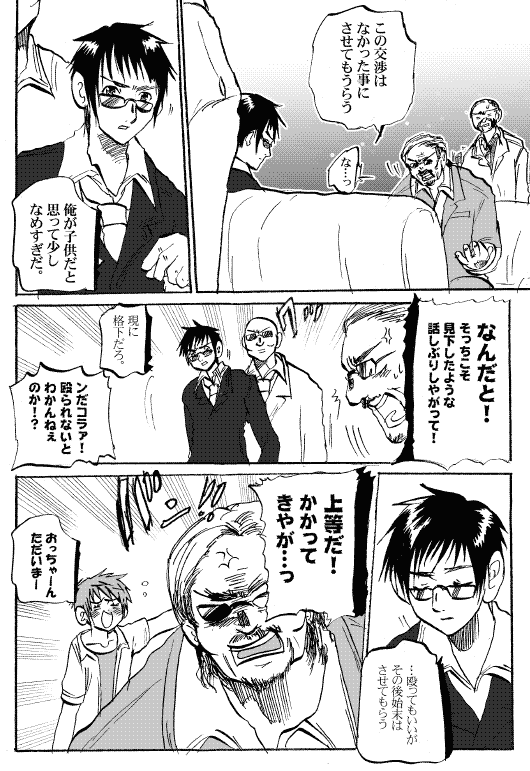 この交渉は
なかった事に
させてもうらう
な…っ
俺が子供だと
思って少し
なめすぎだ。
なんだと！
そっちこそ
見下したような
話しぶりしやがって！
現に
格下だろ。
ンだコラァ！
殴られないと
わかんねぇ
のか！？
…殴ってもいいが
その後始末は
させてもらう
上等だ！
かかって
きやが…っ
おっちゃーん
ただいまー